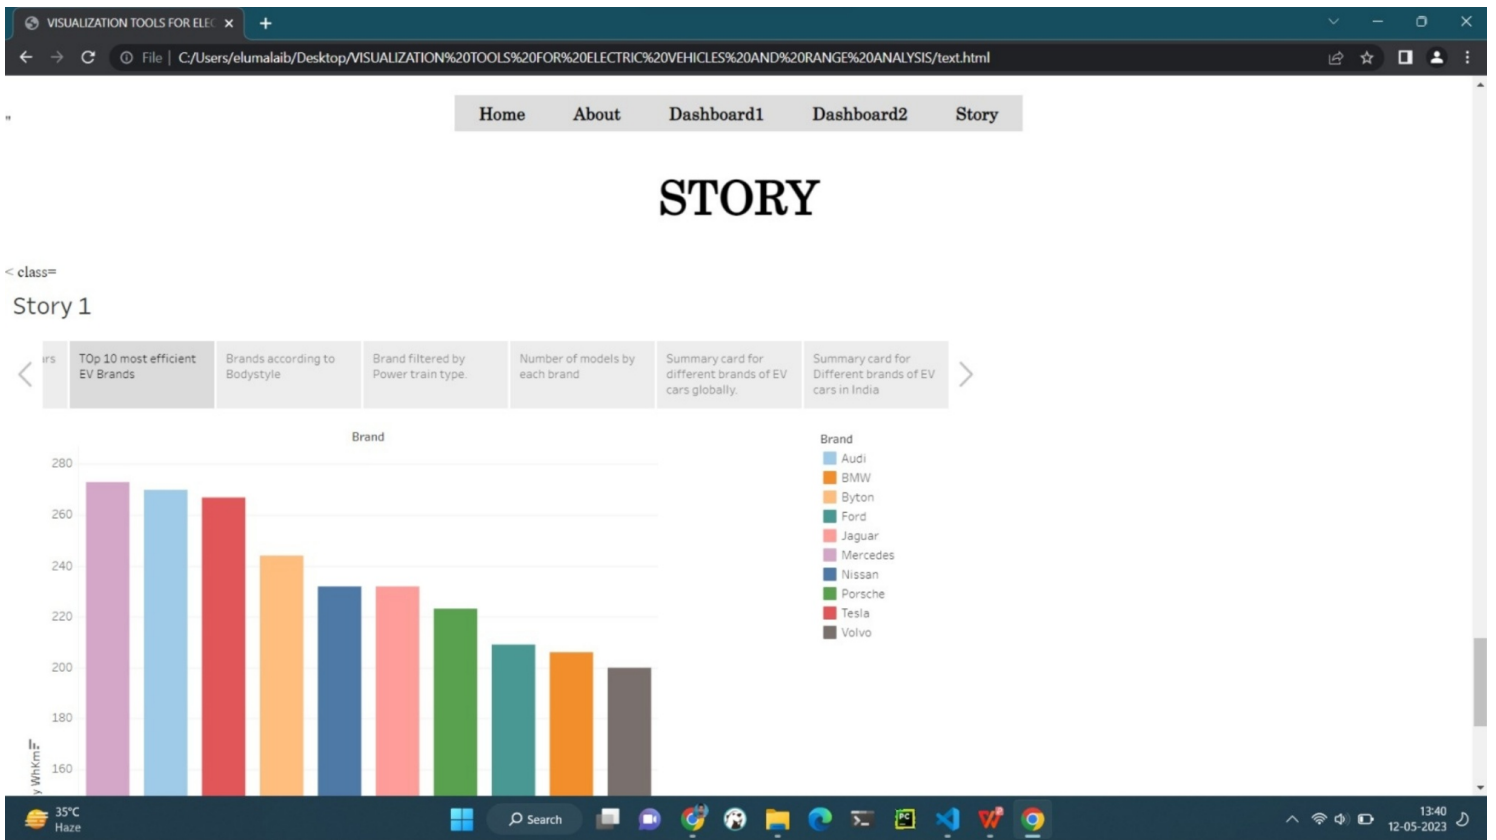 VISUALIZATION TOOLS FOR ELEC
File | C:/Users/elumalaib/Desktop/VISUALIZATION%20TOOLS%20FOR%20ELECTRIC%20VEHICLES%20AND%20RANGE%20ANALYSIS/text.html
"
Home About Dashboard1 Dashboard2 Story
STORY
< class=
Story 1
TOp 10 most efficient
EV Brands
Brands according to
Bodystyle
Brand filtered by
Power train type.
Number of models by
each brand
Summary card for
different brands of EV
cars globally.
Summary card for
Different brands of EV
cars in India
Brand
280
260
240
220
200
180
160
y WhKm
Brand
Audi
BMW
Byton
Ford
Jaguar
Mercedes
Nissan
Porsche
Tesla
Volvo
35°C
Haze
Search
PC
13:40
12-05-2023